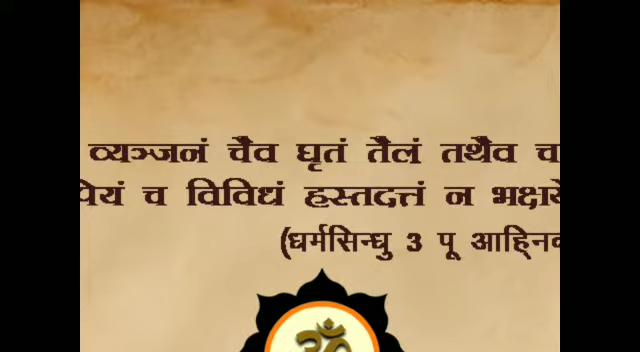 व्यञ्जनं चैव घृतं तैलं तथैव च
विविधं हस्तदत्तं न
(धर्मसिन्धु 3 पू
ॐ